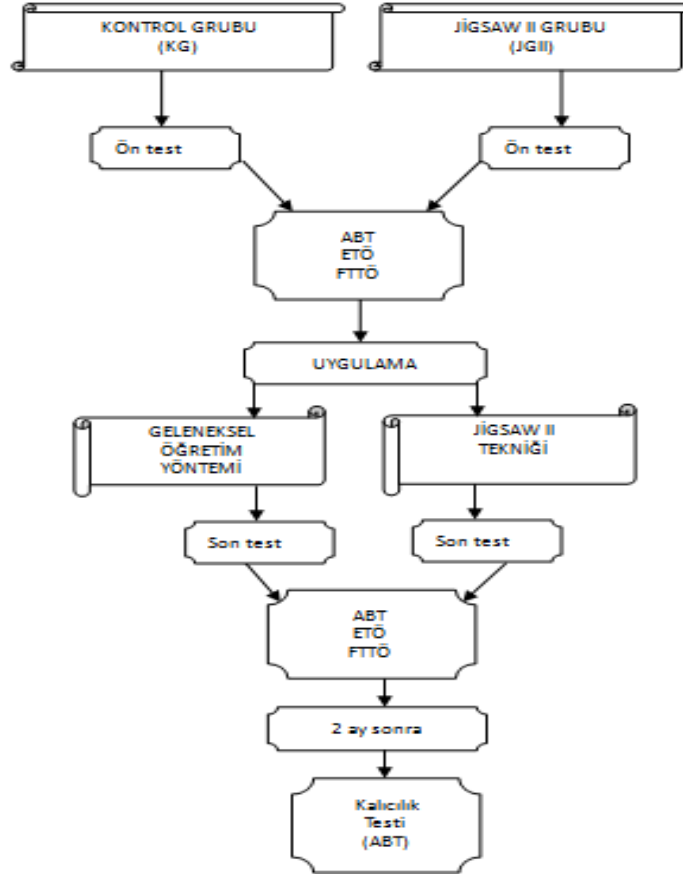 KONTROL GRUBU
(KG)
JİGSAW II GRUBU
(JGII)
Ön test
Ön test
ABT
ETÖ
FTTÖ
UYGULAMA
GELENEKSEL
ÖĞRETİM
YÖNTEMİ
JİGSAW II
TEKNİĞİ
Son test
Son test
ABT
ETÖ
FTTÖ
2 ay sonra
Kalıcılık
Testi
(ABT)